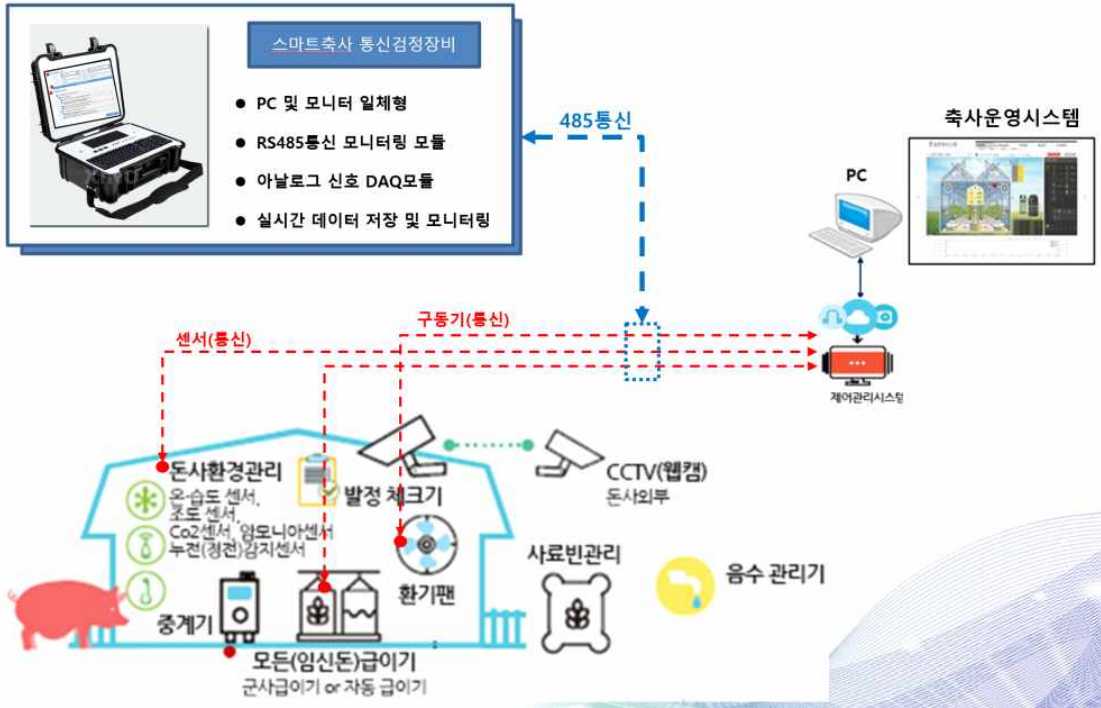 스마트축사 통신검정장비
● PC 및 모니터 일체형
● RS485통신 모니터링 모듈
● 아날로그 신호 DAQ모듈
● 실시간 데이터 저장 및 모니터링
485통신
축사운영시스템
PC
구동기(통신)
센서(통신)
제어관리시스템
돈사환경관리
온·습도 센서,
조도 센서,
Co2센서, 암모니아센서
누전(정전)감지센서
발정 체크기
CCTV(웹캠)
돈사외부
환기팬
사료빈관리
음수 관리기
중계기
모든(임신돈)급이기
군사급이기 or 자동 급이기